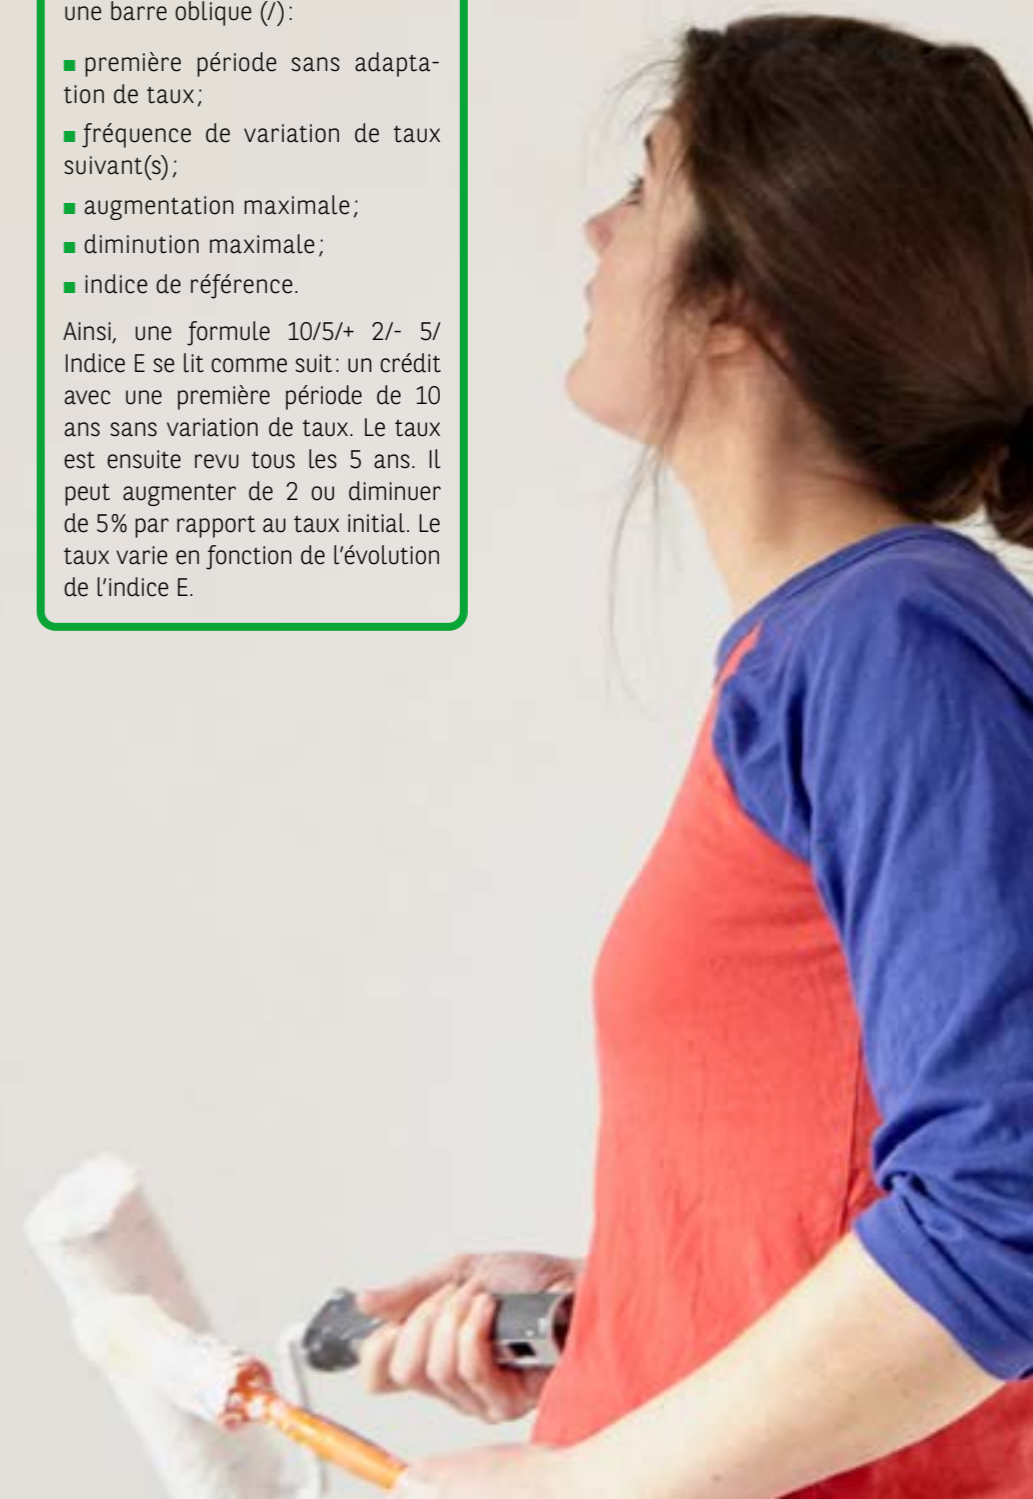 une barre oblique (/) :
■ première période sans adapta-
tion de taux ;
■ fréquence de variation de taux
suivant(s) ;
■ augmentation maximale ;
■ diminution maximale ;
■ indice de référence.
Ainsi, une formule 10/5/+ 2/- 5/
Indice E se lit comme suit : un crédit
avec une première période de 10
ans sans variation de taux. Le taux
est ensuite revu tous les 5 ans. Il
peut augmenter de 2 ou diminuer
de 5 % par rapport au taux initial. Le
taux varie en fonction de l'évolution
de l'indice E.